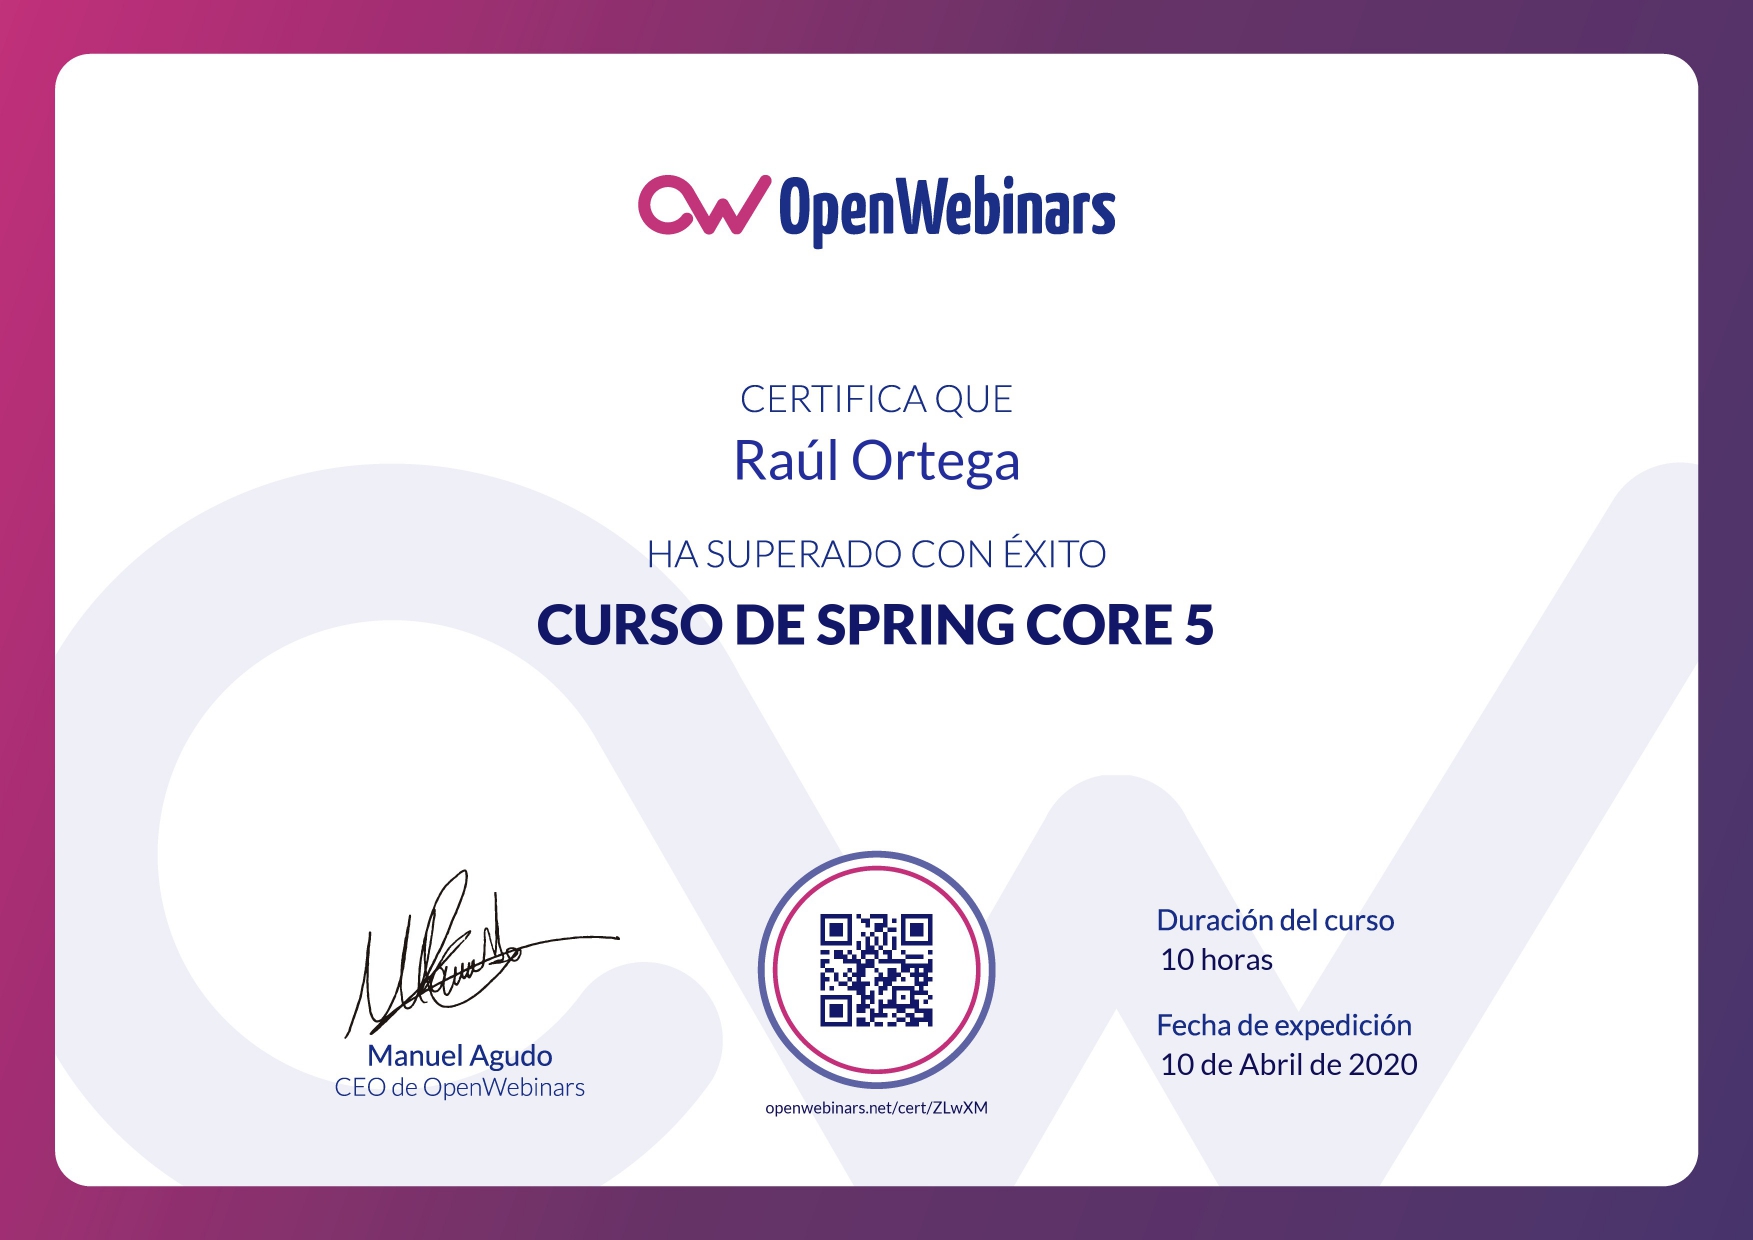 OpenWebinars
CERTIFICA QUE
Raúl Ortega
HA SUPERADO CON ÉXITO
CURSO DE SPRING CORE 5
Manuel Agudo
CEO de OpenWebinars
openwebinars.net/cert/ZLwXM
Duración del curso
10 horas
Fecha de expedición
10 de Abril de 2020